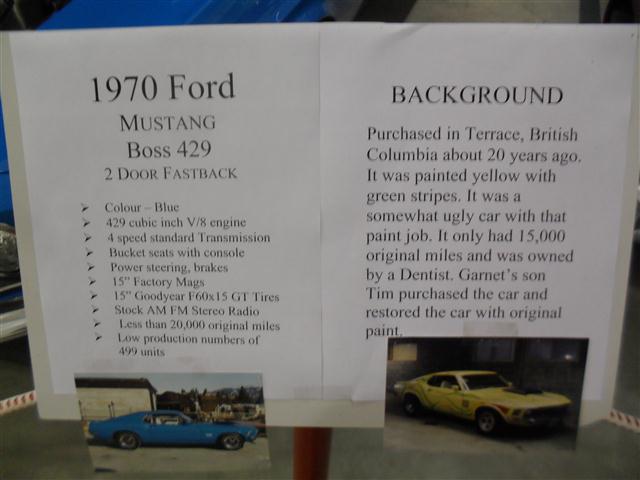 1970 Ford
MUSTANG
Boss 429
2 DOOR FASTBACK
➢ Colour – Blue
➢ 429 cubic inch V/8 engine
➢ 4 speed standard Transmission
➢ Bucket seats with console
➢ Power steering, brakes
➢ 15" Factory Mags
➢ 15" Goodyear F60x15 GT Tires
➢ Stock AM FM Stereo Radio
➢ Less than 20,000 original miles
➢ Low production numbers of
499 units
BACKGROUND
Purchased in Terrace, British
Columbia about 20 years ago.
It was painted yellow with
green stripes. It was a
somewhat ugly car with that
paint job. It only had 15,000
original miles and was owned
by a Dentist. Garnet's son
Tim purchased the car and
restored the car with original
paint.